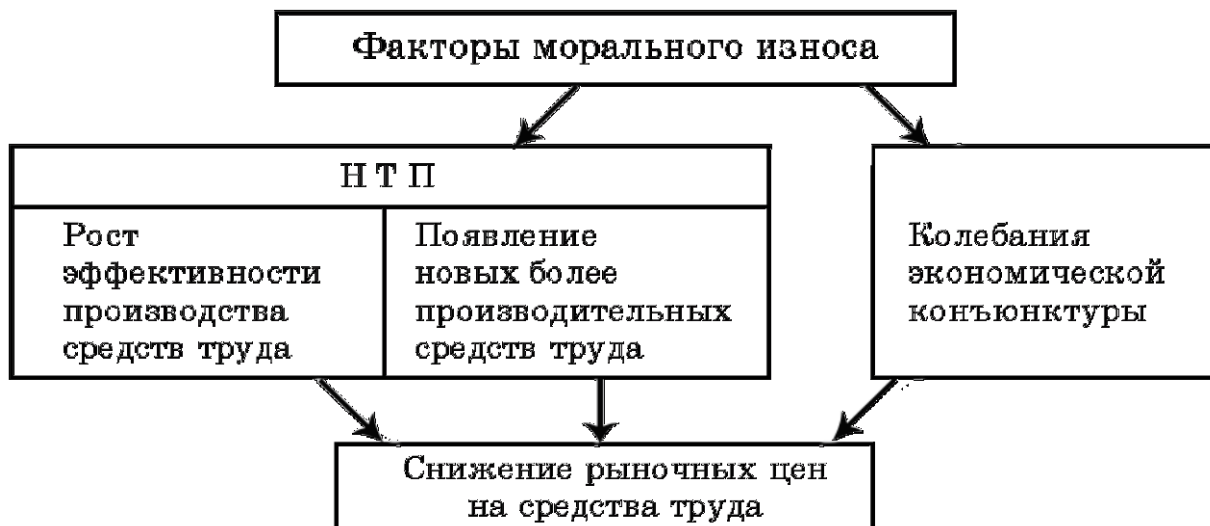 Факторы морального износа
Н Т П
Рост
эффективности
производства
средств труда
Появление
новых более
производительных
средств труда
Колебания
экономической
конъюнктуры
Снижение рыночных цен
на средства труда